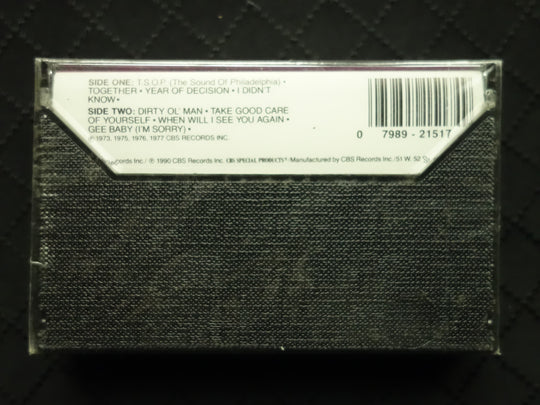 SIDE ONE: T.S.O.P. (The Sound Of Philadelphia) •
TOGETHER • YEAR OF DECISION • I DIDN'T
KNOW •
SIDE TWO: DIRTY OL' MAN • TAKE GOOD CARE
OF YOURSELF • WHEN WILL I SEE YOU AGAIN •
GEE BABY (I'M SORRY) •
℗ 1973, 1975, 1976, 1977 CBS RECORDS INC.
0 7989 - 21517
Records Inc./ ℗ 1990 CBS Records Inc. CBS SPECIAL PRODUCTS®/Manufactured by CBS Records Inc./51 W. 52